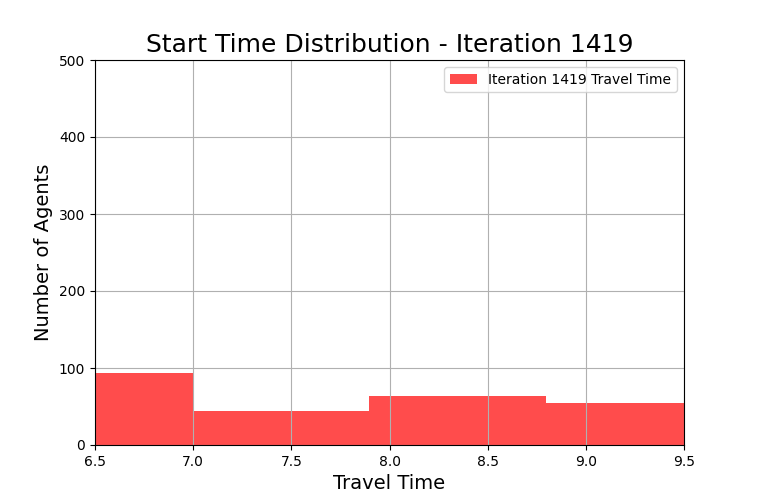 Start Time Distribution - Iteration 1419
Iteration 1419 Travel Time
Number of Agents
500
400
300
200
100
0
6.5 7.0 7.5 8.0 8.5 9.0 9.5
Travel Time